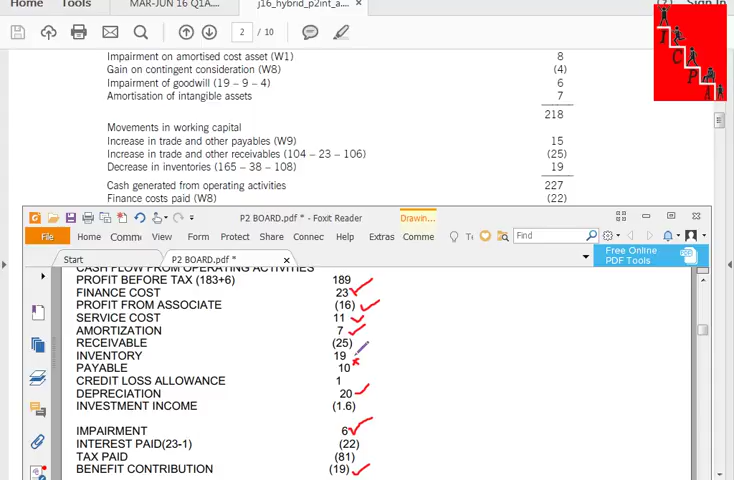 Home Tools MAR-JUN 16 Q1A... j16_hybrid_p2int_a... ×
2 / 10
I C P A
Impairment on amortised cost asset (W1) 8
Gain on contingent consideration (W8) (4)
Impairment of goodwill (19 – 9 – 4) 6
Amortisation of intangible assets 7
218
Movements in working capital
Increase in trade and other payables (W9) 15
Increase in trade and other receivables (104 – 23 – 106) (25)
Decrease in inventories (165 – 38 – 108) 19
Cash generated from operating activities 227
Finance costs paid (W8) (22)
P2 BOARD.pdf * - Foxit Reader Drawin...
File Home Comme View Form Protect Share Connect Help Extras Comme Find
Start P2 BOARD.pdf * × Free Online
PDF Tools
CASH FLOW FROM OPERATING ACTIVITIES
PROFIT BEFORE TAX (183+6) 189
FINANCE COST 23
PROFIT FROM ASSOCIATE (16)
SERVICE COST 11
AMORTIZATION 7
RECEIVABLE (25)
INVENTORY 19
PAYABLE 10
CREDIT LOSS ALLOWANCE 1
DEPRECIATION 20
INVESTMENT INCOME (1.6)
IMPAIRMENT 6
INTEREST PAID(23-1) (22)
TAX PAID (81)
BENEFIT CONTRIBUTION (19)